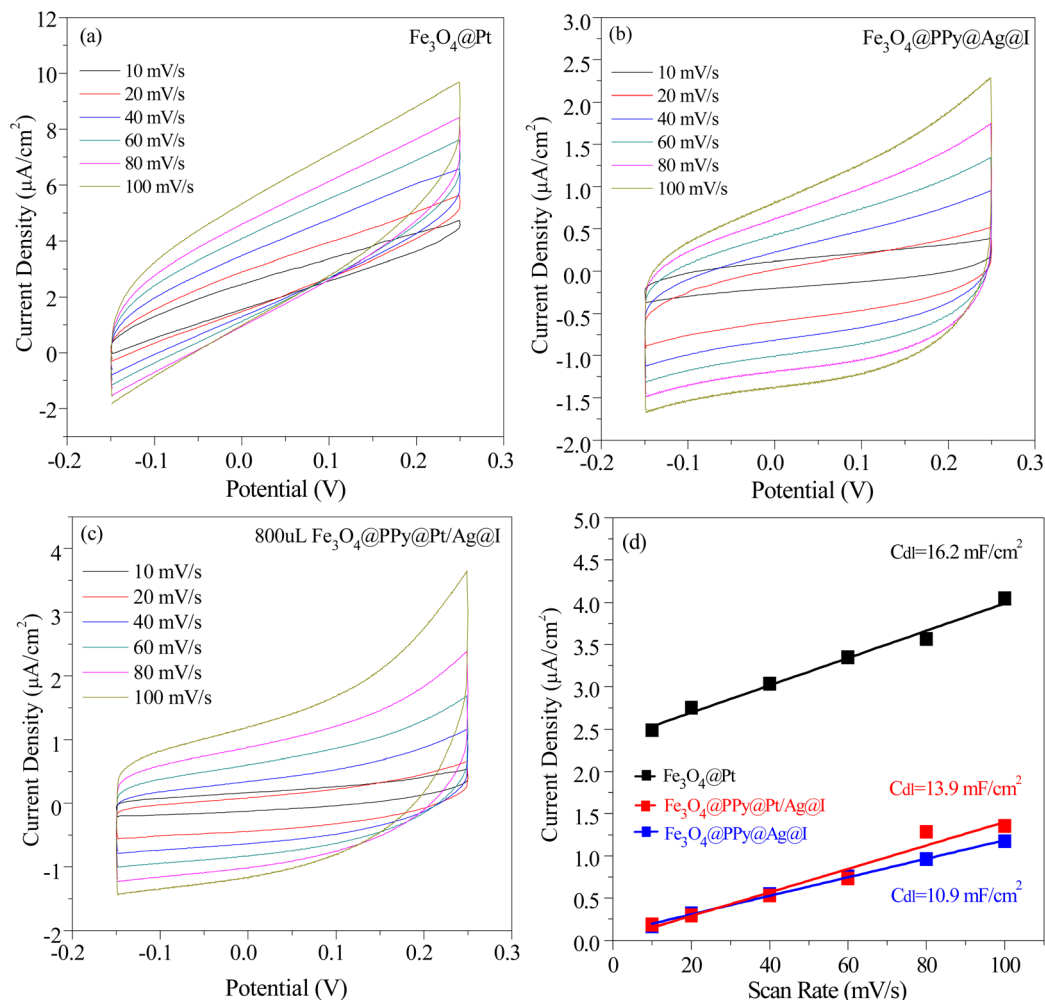 (a)
Fe₃O₄@Pt
10 mV/s
20 mV/s
40 mV/s
60 mV/s
80 mV/s
100 mV/s
12
10
8
6
4
2
0
-2
-0.2
-0.1
0.0
0.1
0.2
0.3
Current Density (μA/cm²)
Potential (V)
(b)
Fe₃O₄@PPy@Ag@I
10 mV/s
20 mV/s
40 mV/s
60 mV/s
80 mV/s
100 mV/s
3.0
2.5
2.0
1.5
1.0
0.5
0.0
-0.5
-1.0
-1.5
-2.0
-0.2
-0.1
0.0
0.1
0.2
0.3
Current Density (μA/cm²)
Potential (V)
(c)
800uL Fe₃O₄@PPy@Pt/Ag@I
10 mV/s
20 mV/s
40 mV/s
60 mV/s
80 mV/s
100 mV/s
4
3
2
1
0
-1
-2
-0.2
-0.1
0.0
0.1
0.2
0.3
Current Density (μA/cm²)
Potential (V)
(d)
Cdl=16.2 mF/cm²
Fe₃O₄@Pt
Fe₃O₄@PPy@Pt/Ag@I
Fe₃O₄@PPy@Ag@I
Cdl=13.9 mF/cm²
Cdl=10.9 mF/cm²
5.0
4.5
4.0
3.5
3.0
2.5
2.0
1.5
1.0
0.5
0.0
0
20
40
60
80
100
Current Density (μA/cm²)
Scan Rate (mV/s)